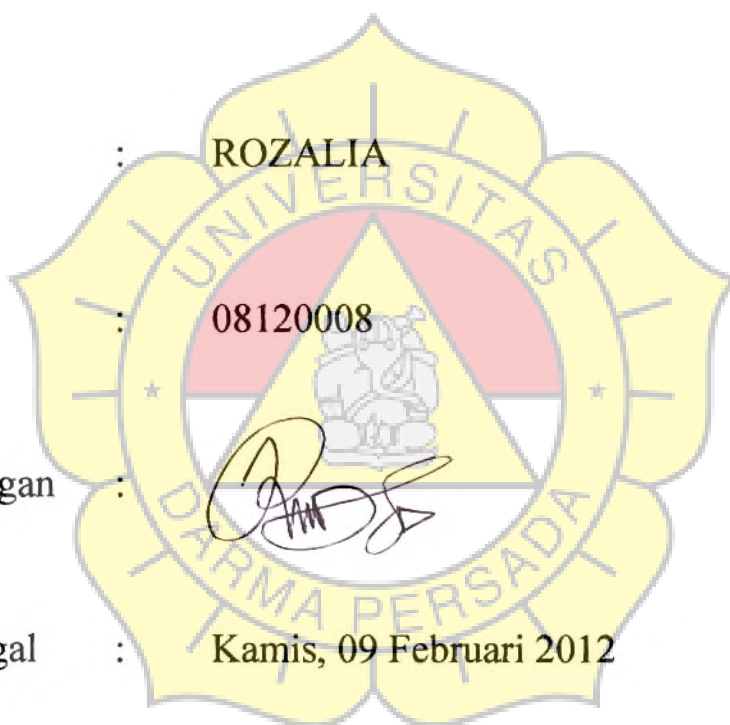 : ROZALIA
UNIVERSITAS
: 08120008
gan :
DARMA PERSADA
gal : Kamis, 09 Februari 2012